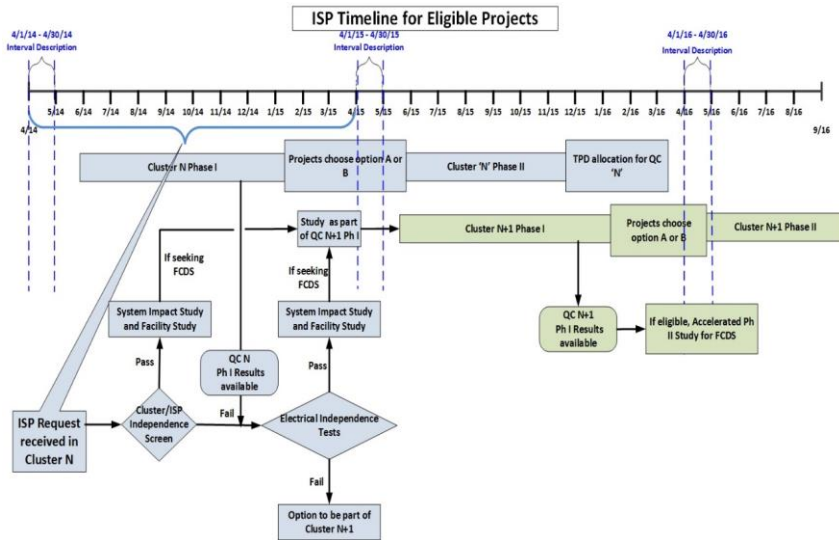 ISP Timeline for Eligible Projects
4/1/14 - 4/30/14
Interval Description
4/1/15 - 4/30/15
Interval Description
4/1/16 - 4/30/16
Interval Description
4/14
5/14
6/14
7/14
8/14
9/14
10/14
11/14
12/14
1/15
2/15
3/15
4/15
5/15
6/15
7/15
8/15
9/15
10/15
11/15
12/15
1/16
2/16
3/16
4/16
5/16
6/16
7/16
8/16
9/16
Cluster N Phase I
Projects choose option A or
B
Cluster ‘N’ Phase II
TPD allocation for QC
‘N’
Study as part
of QC N+1 Ph I
Cluster N+1 Phase I
Projects choose
option A or B
Cluster N+1 Phase II
If seeking
FCDS
If seeking
FCDS
System Impact Study
and Facility Study
System Impact Study
and Facility Study
QC N+1
Ph I Results
available
If eligible, Accelerated Ph
II Study for FCDS
Pass
QC N
Ph I Results
available
Pass
ISP Request
received in
Cluster N
Cluster/ISP
Independence
Screen
Fail
Electrical Independence
Tests
Fail
Option to be part of
Cluster N+1